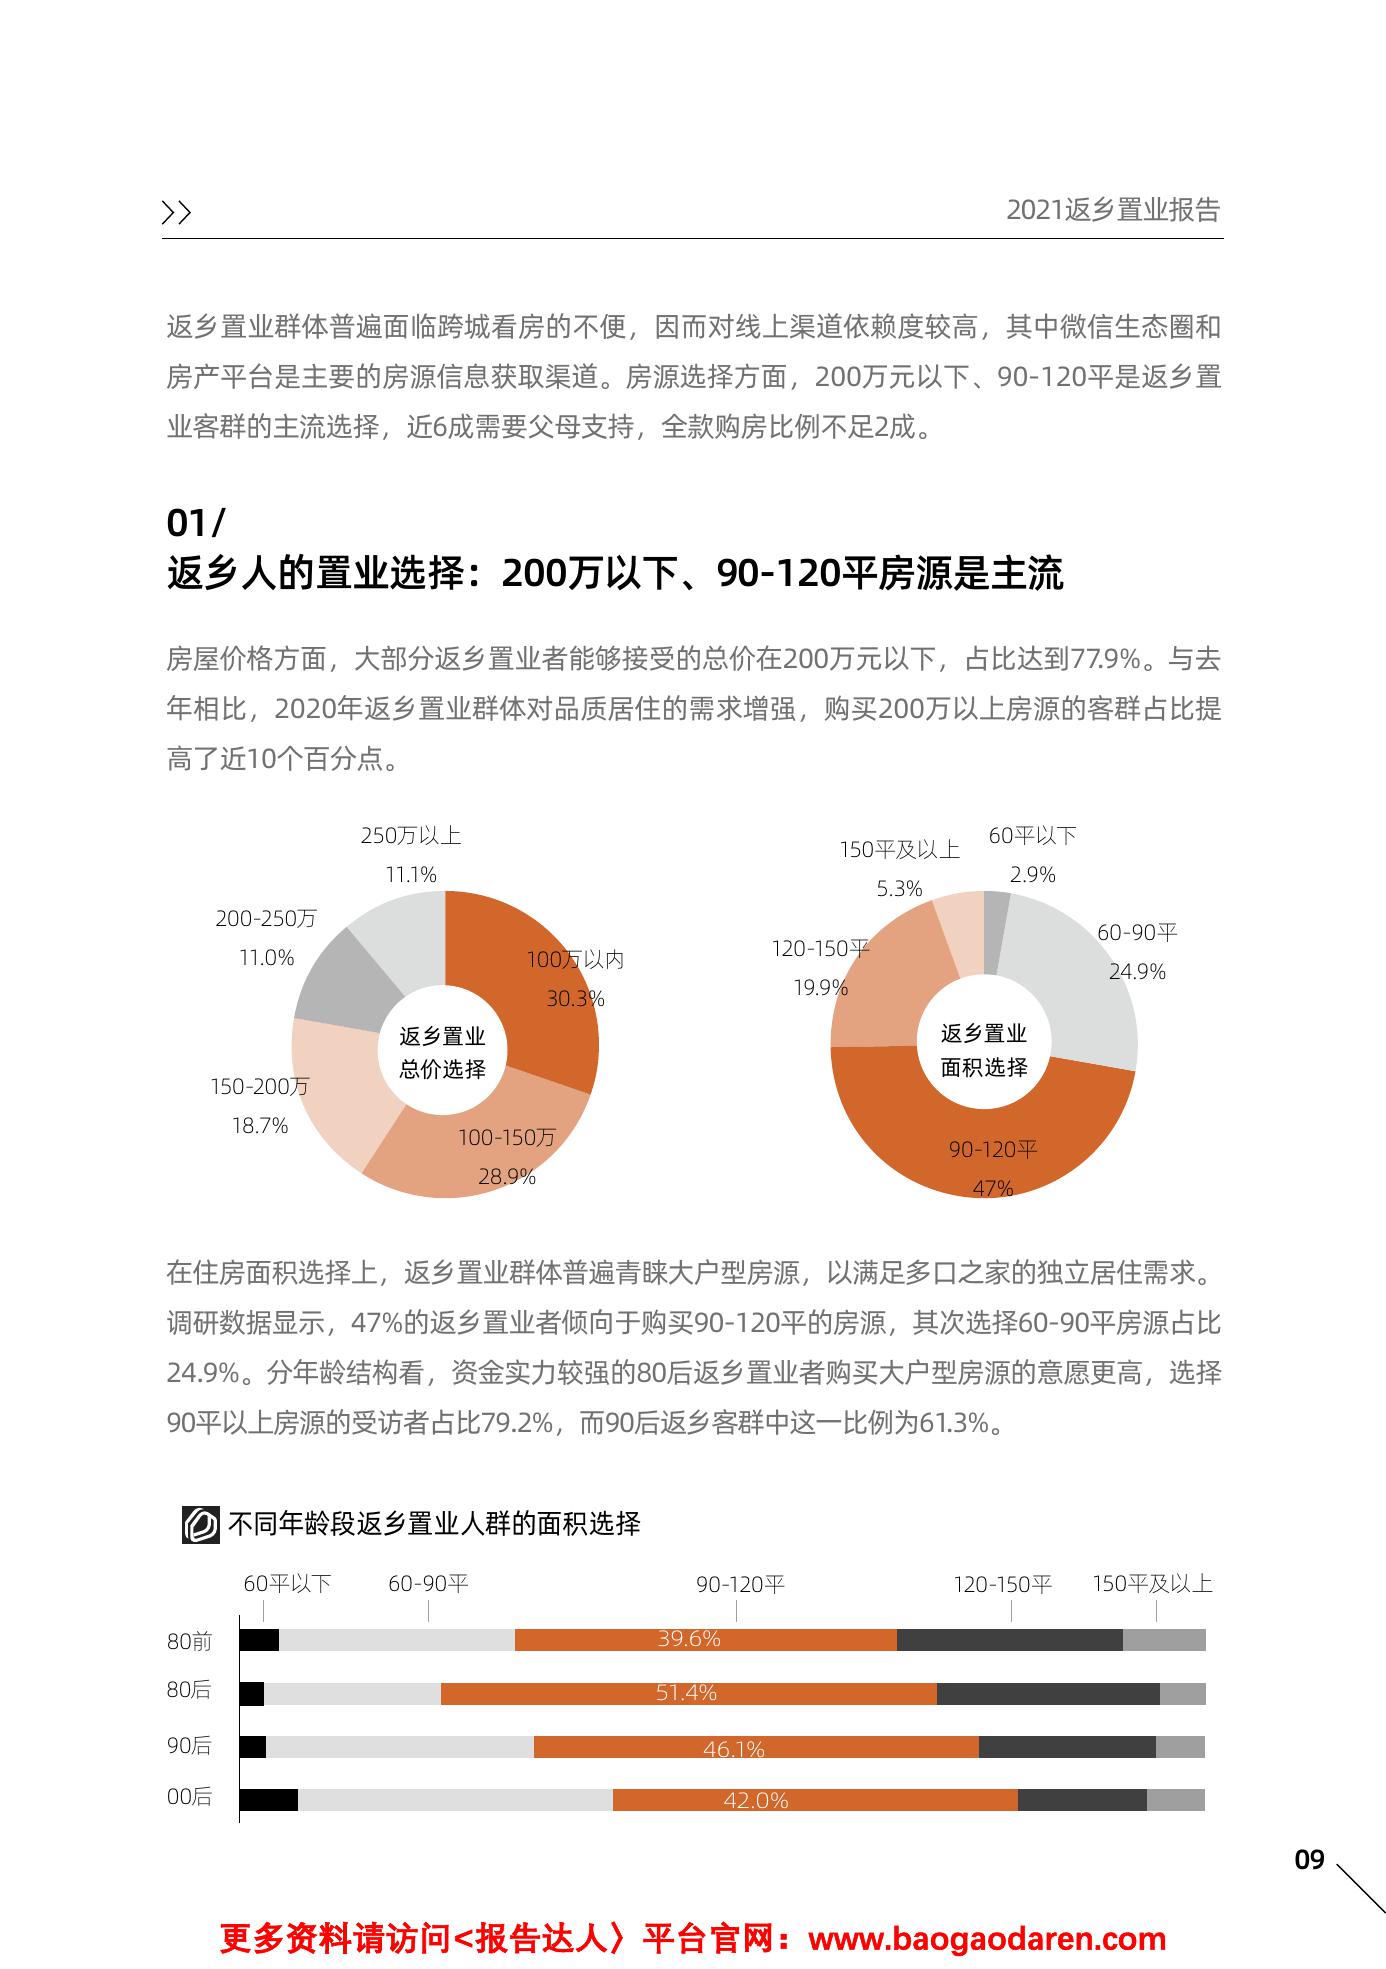 2021返乡置业报告
返乡置业群体普遍面临跨城看房的不便，因而对线上渠道依赖度较高，其中微信生态圈和
房产平台是主要的房源信息获取渠道。房源选择方面，200万元以下、90-120平是返乡置
业客群的主流选择，近6成需要父母支持，全款购房比例不足2成。
01/
返乡人的置业选择：200万以下、90-120平房源是主流
房屋价格方面，大部分返乡置业者能够接受的总价在200万元以下，占比达到77.9%。与去
年相比，2020年返乡置业群体对品质居住的需求增强，购买200万以上房源的客群占比提
高了近10个百分点。
250万以上
11.1%
200-250万
11.0%
100万以内
30.3%
返乡置业
总价选择
150-200万
18.7%
100-150万
28.9%
150平及以上
5.3%
60平以下
2.9%
120-150平
19.9%
60-90平
24.9%
返乡置业
面积选择
90-120平
47%
在住房面积选择上，返乡置业群体普遍青睐大户型房源，以满足多口之家的独立居住需求。
调研数据显示，47%的返乡置业者倾向于购买90-120平的房源，其次选择60-90平房源占比
24.9%。分年龄结构看，资金实力较强的80后返乡置业者购买大户型房源的意愿更高，选择
90平以上房源的受访者占比79.2%，而90后返乡客群中这一比例为61.3%。
不同年龄段返乡置业人群的面积选择
60平以下 60-90平 90-120平 120-150平 150平及以上
80前 39.6%
80后 51.4%
90后 46.1%
00后 42.0%
09
更多资料请访问<报告达人〉平台官网：www.baogaodaren.com